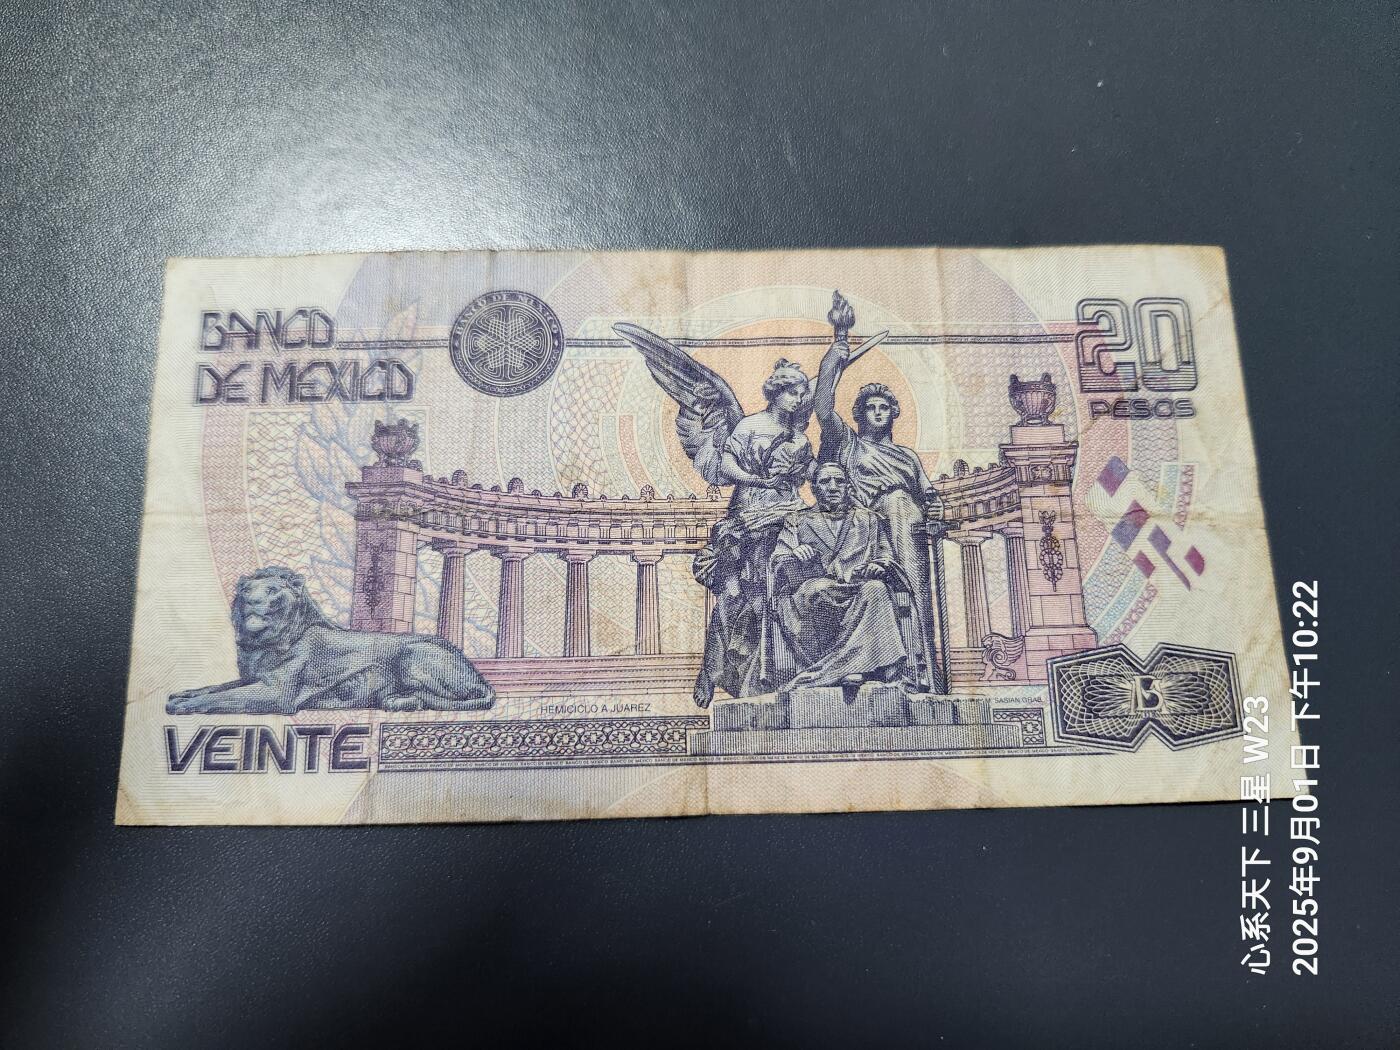 BANCO
DE MEXICO
BANCO DE MEXICO
20
PESOS
HEMICICLO A JUAREZ
VEINTE
心系天下 三星 W23
2025年9月01日 下午10:22